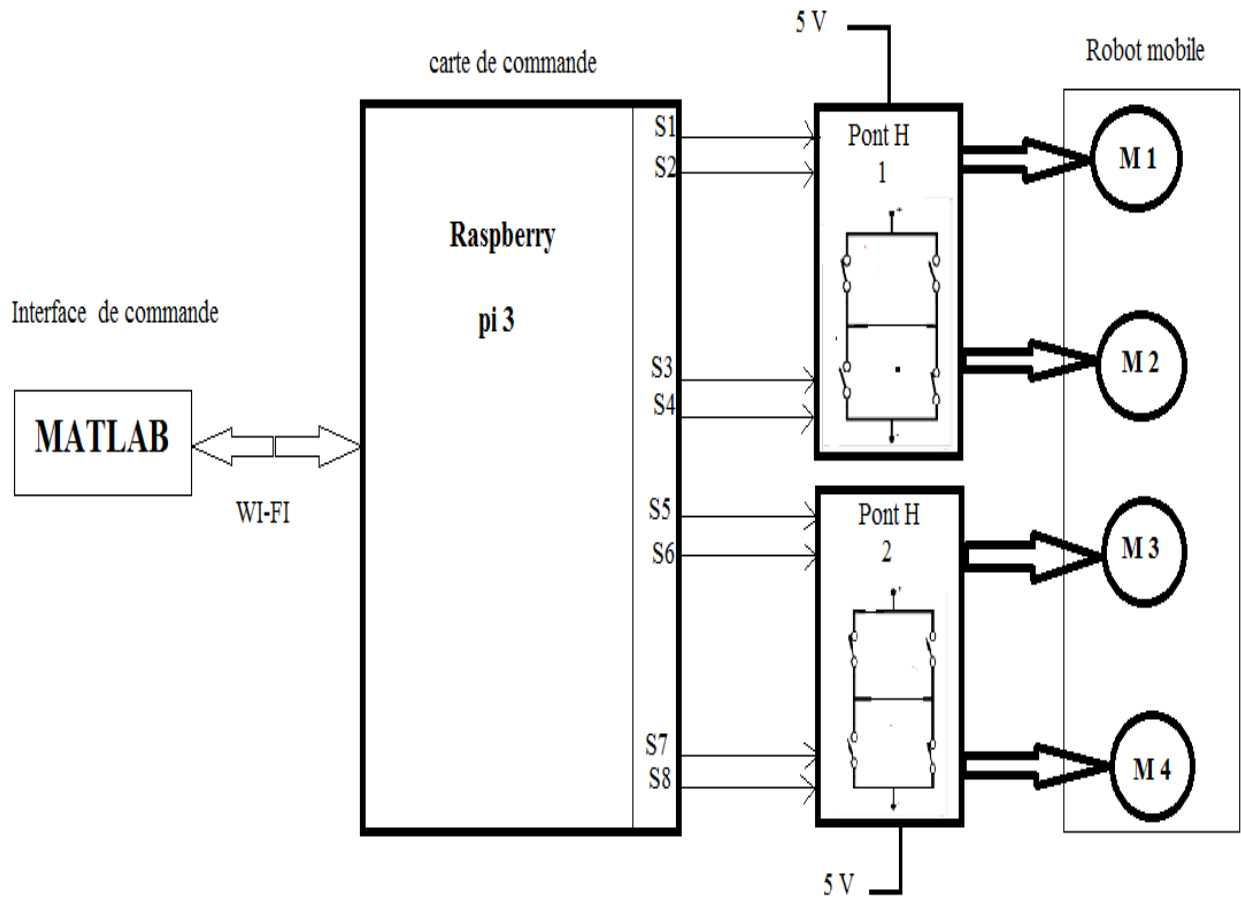 5 V
carte de commande
Robot mobile
S1
S2
Pont H
1
M 1
Raspberry
pi 3
Interface de commande
MATLAB
WI-FI
S3
S4
M 2
S5
S6
Pont H
2
M 3
S7
S8
M 4
5 V